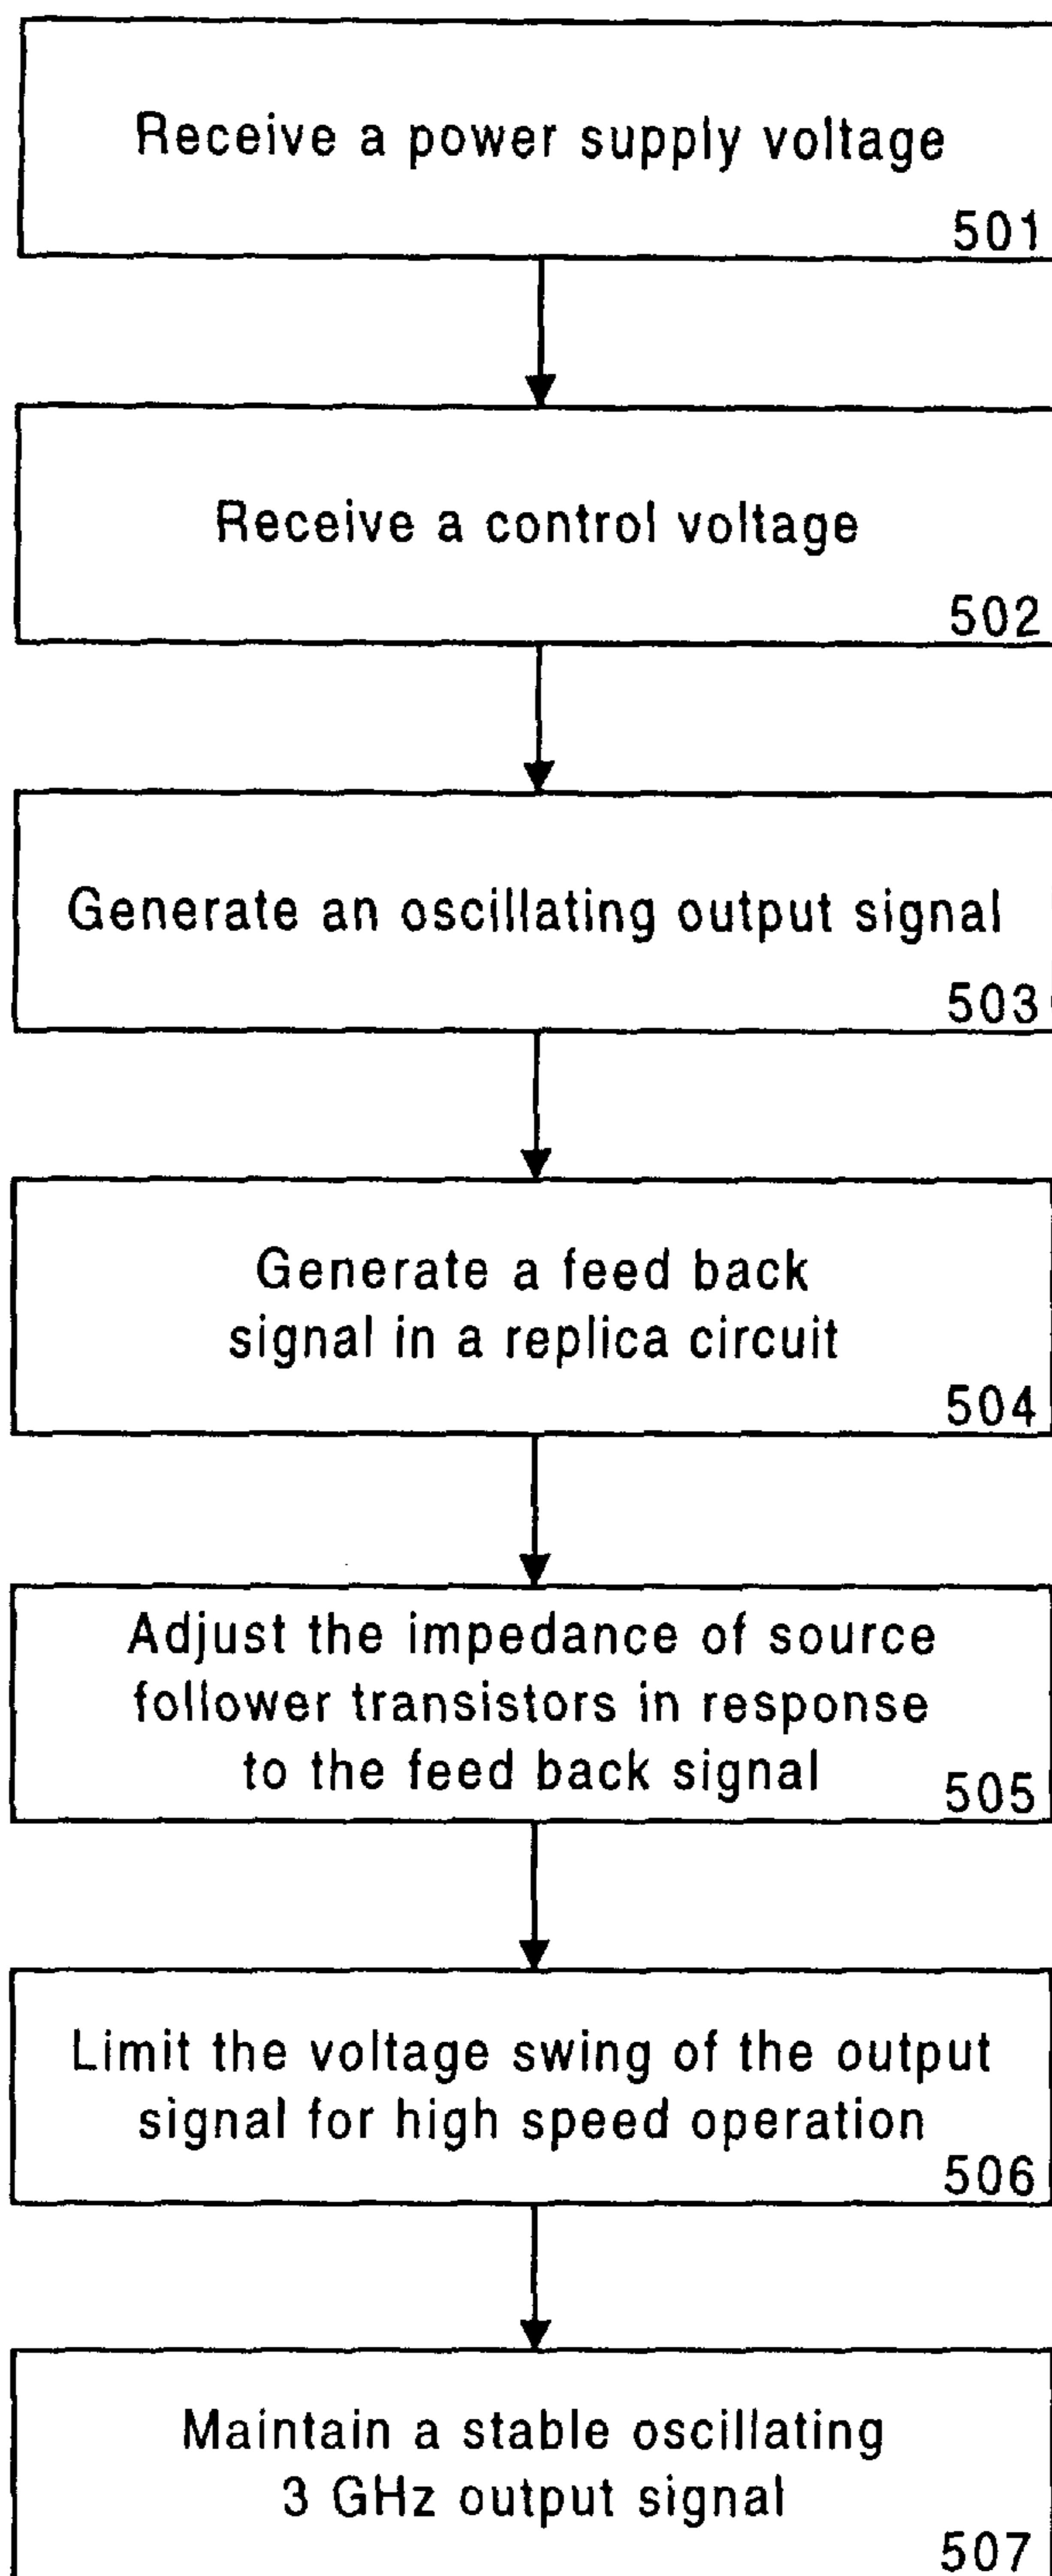 Receive a power supply voltage
501
Receive a control voltage
502
Generate an oscillating output signal
503
Generate a feed back
signal in a replica circuit
504
Adjust the impedance of source
follower transistors in response
to the feed back signal
505
Limit the voltage swing of the output
signal for high speed operation
506
Maintain a stable oscillating
3 GHz output signal
507